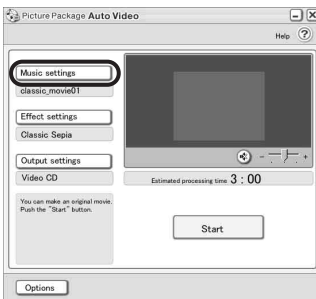 Picture Package Auto Video
Help ?
Music settings
classic_movie01
Effect settings
Classic Sepia
Output settings
Video CD
Estimated processing time 3 : 00
You can make an original movie.
Push the "Start" button.
Start
Options